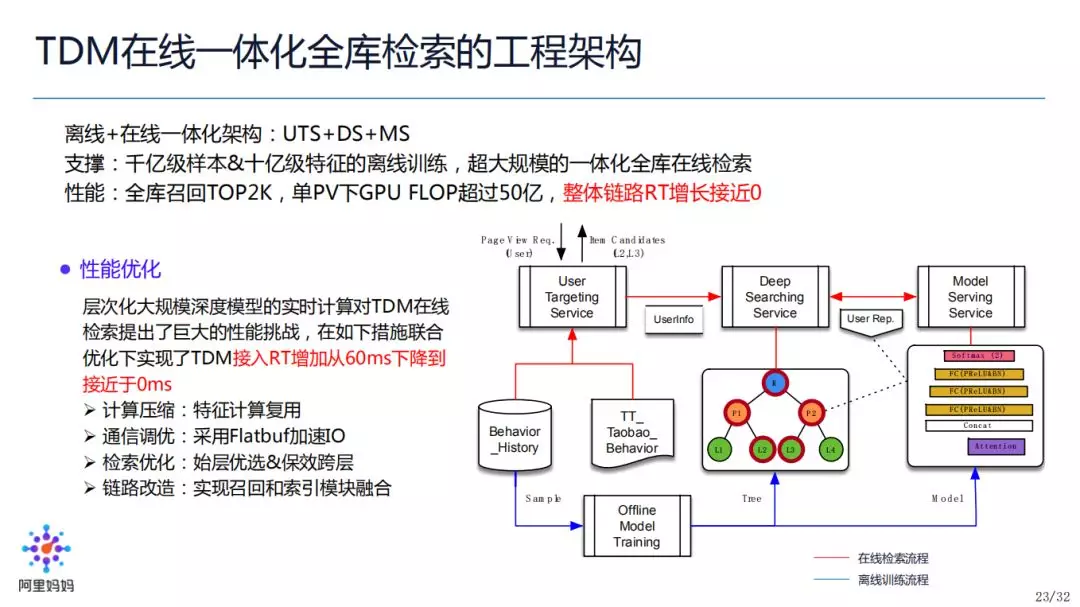 TDM在线一体化全库检索的工程架构
离线+在线一体化架构：UTS+DS+MS
支撑：千亿级样本&十亿级特征的离线训练，超大规模的一体化全库在线检索
性能：全库召回TOP2K，单PV下GPU FLOP超过50亿，整体链路RT增长接近0
性能优化
层次化大规模深度模型的实时计算对TDM在线
检索提出了巨大的性能挑战，在如下措施联合
优化下实现了TDM接入RT增加从60ms下降到
接近于0ms
计算压缩：特征计算复用
通信调优：采用Flatbuf加速IO
检索优化：始层优选&保效跨层
链路改造：实现召回和索引模块融合
Page View Req.
(User)
Item Candidates
(L2,L3)
User
Targeting
Service
UserInfo
Deep
Searching
Service
User Rep.
Model
Serving
Service
Behavior
_History
TT_
Taobao_
Behavior
R
P1
P2
L1
L2
L3
L4
Softmax (2)
FC(PReLU&BN)
FC(PReLU&BN)
FC(PReLU&BN)
Concat
Attention
Sample
Tree
Model
Offline
Model
Training
在线检索流程
离线训练流程
阿里妈妈
23/32